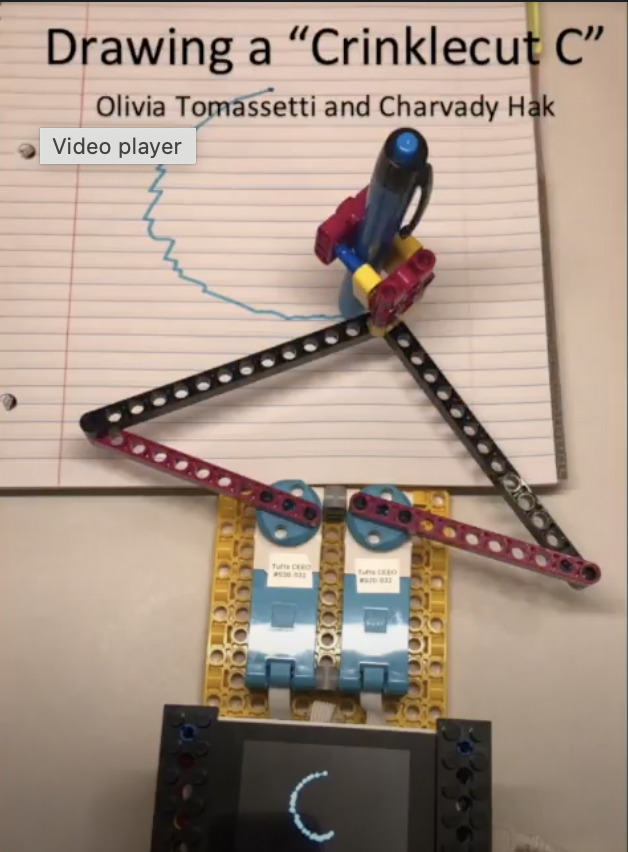 Drawing a “Crinklecut C”
Olivia Tomassetti and Charvady Hak
Video player
Tufts CEEO
Tufts CEEO